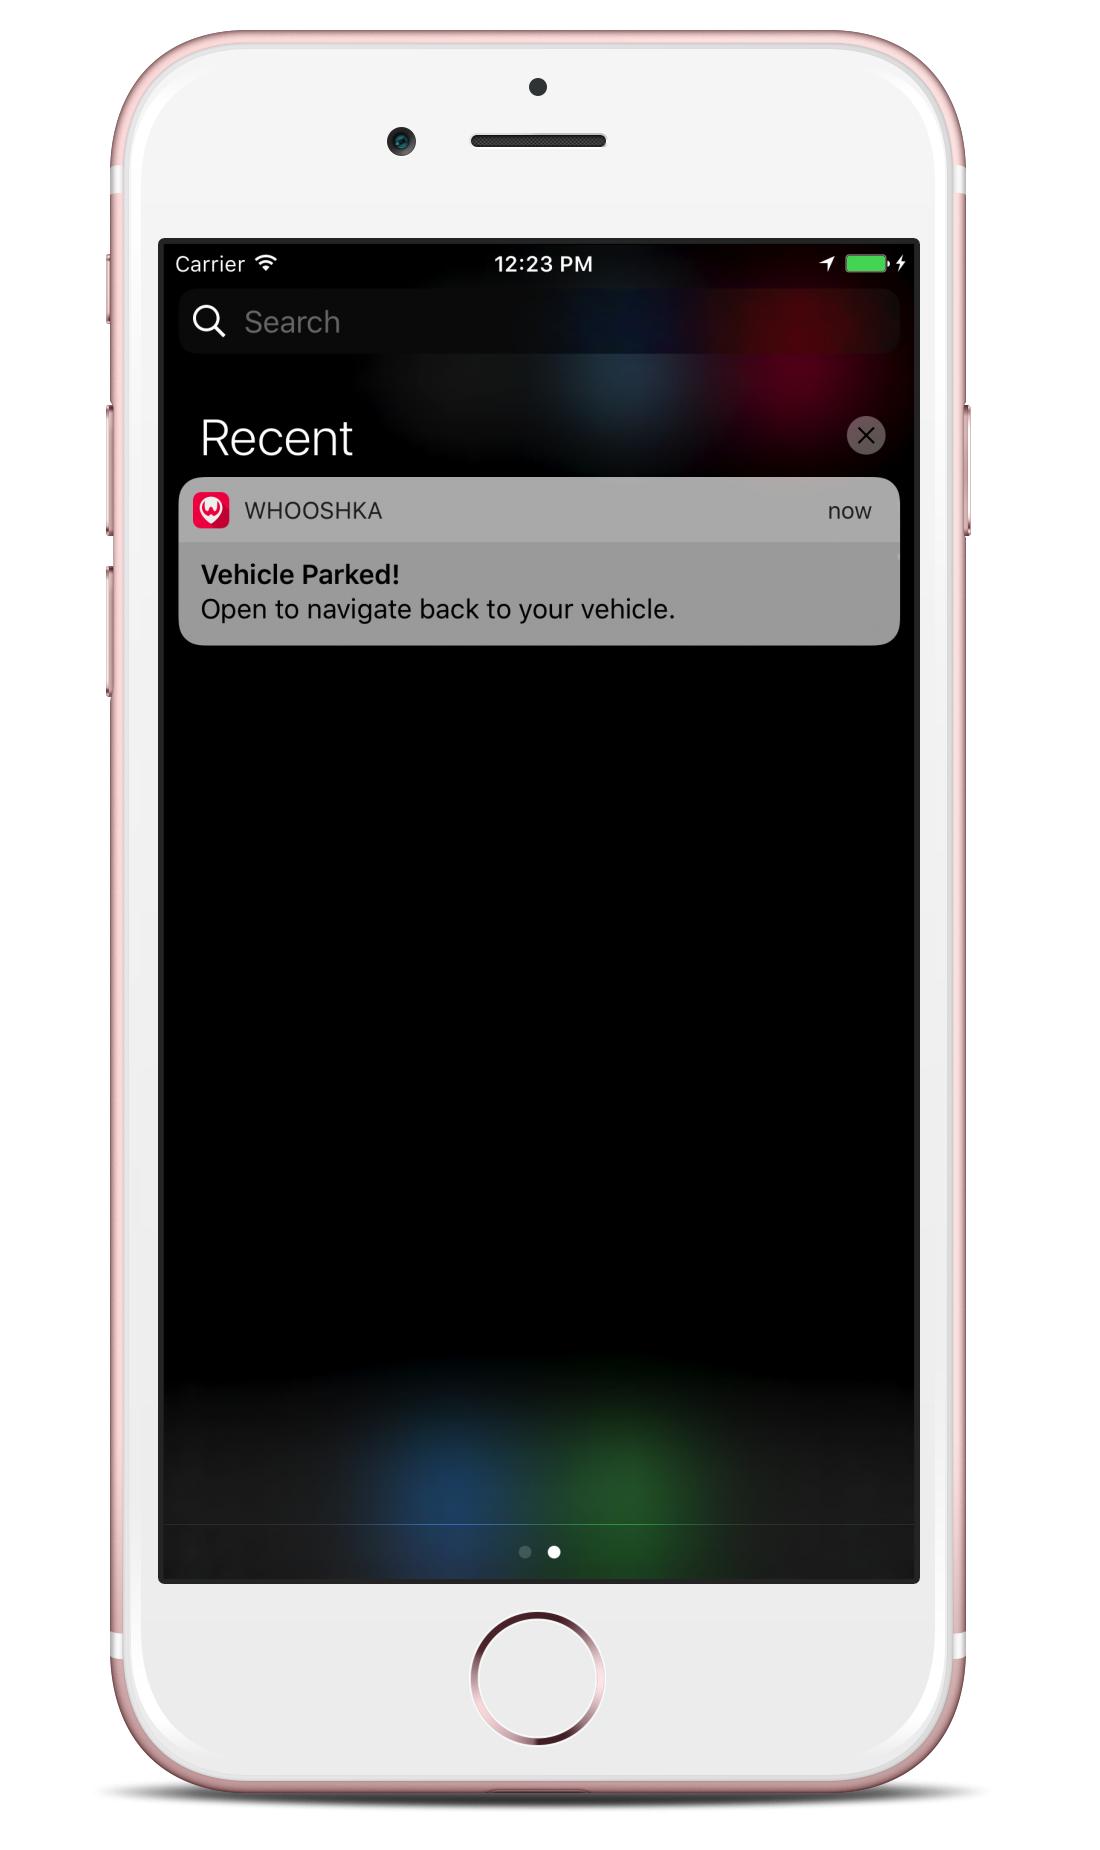 Carrier 12:23 PM
Search
Recent
WHOOSHKA now
Vehicle Parked!
Open to navigate back to your vehicle.